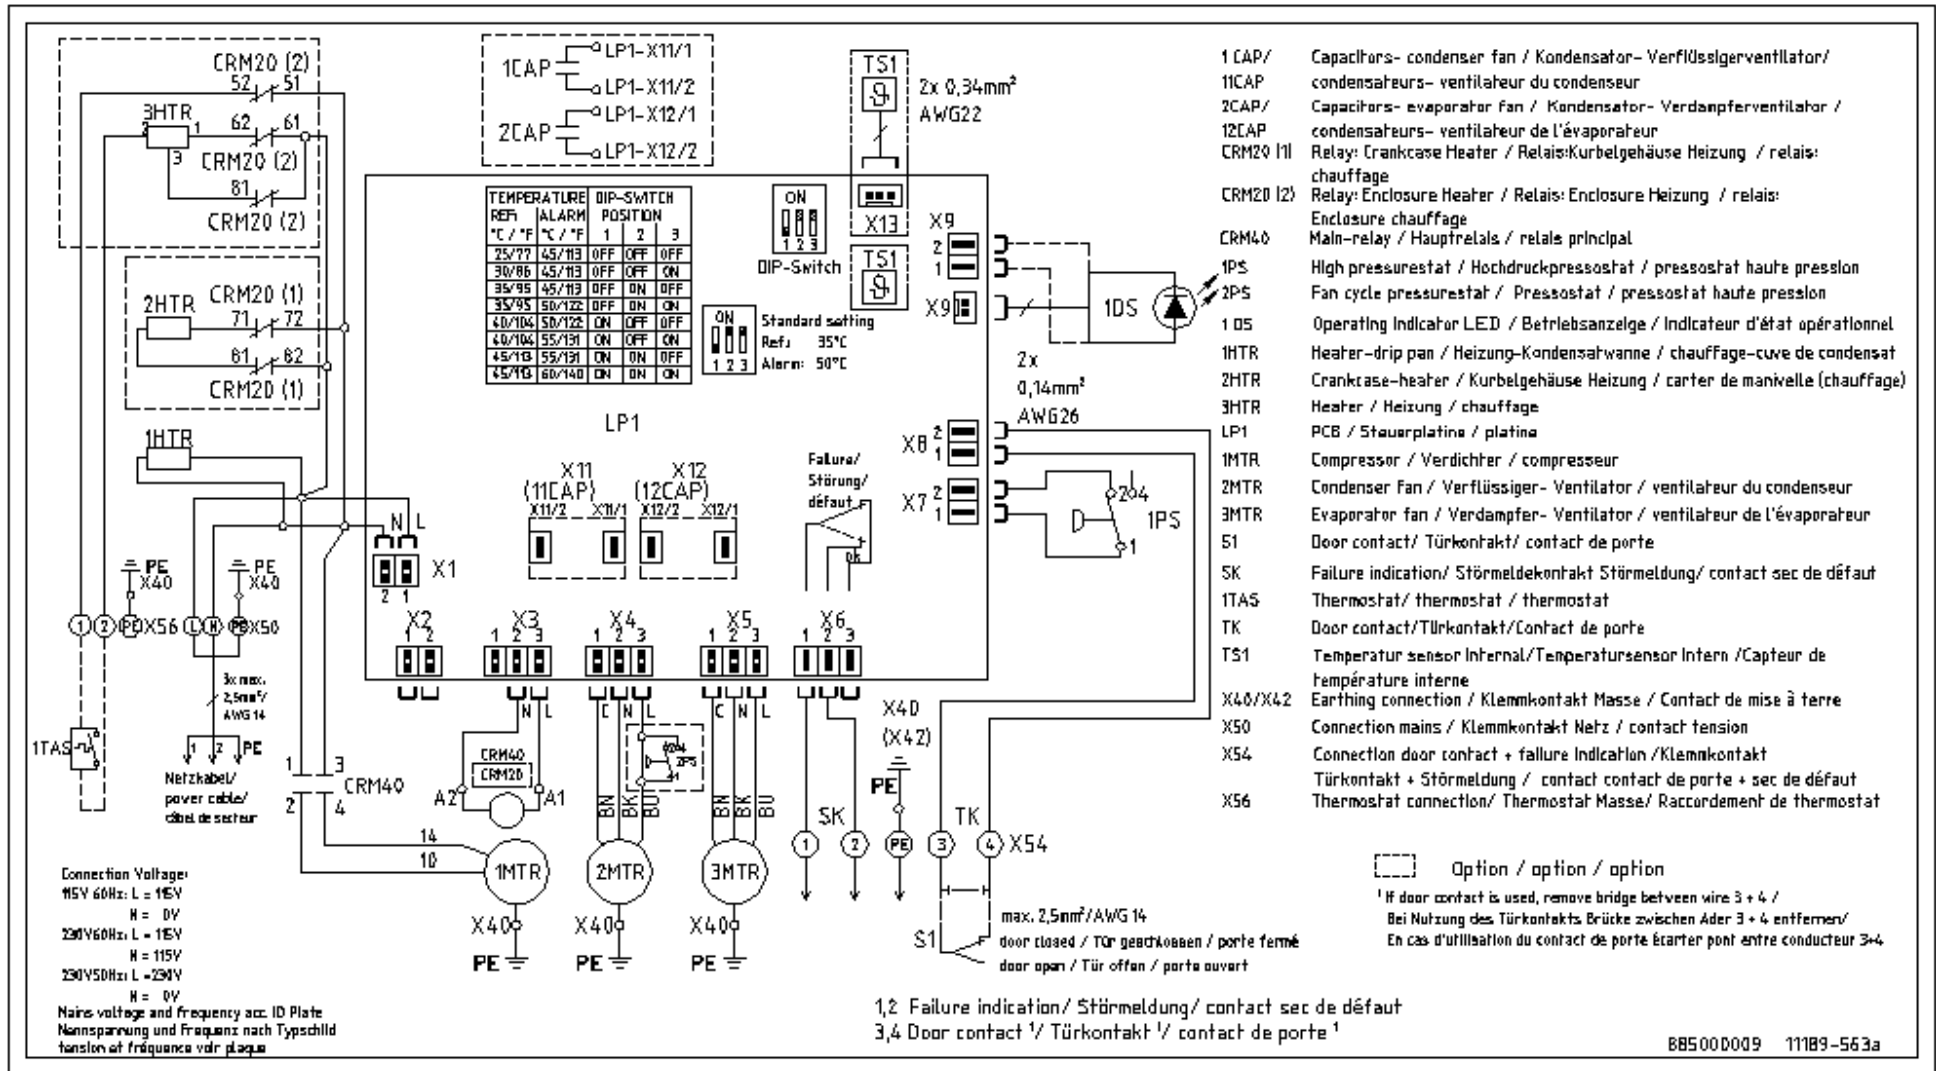 CRM20 (2)
52 51
3HTR
2 1 62 61
3 CRM20 (2)
81
CRM20 (2)
CRM20 (1)
2HTR 71 72
61 62
CRM20 (1)
1HTR
1CAP
LP1-X11/1
LP1-X11/2
2CAP
LP1-X12/1
LP1-X12/2
TS1
2x 0,34mm²
AWG22
X13
TS1
ON
1 2 3
DIP-Switch
TEMPERATURE DIP-SWITCH
REF: ALARM POSITION
°C / °F °C / °F 1 2 3
25/77 45/113 OFF OFF OFF
30/86 45/113 OFF OFF ON
35/95 45/113 OFF ON OFF
35/95 50/122 OFF ON ON
40/104 50/122 ON OFF OFF
40/104 55/131 ON OFF ON
45/113 55/131 ON ON OFF
45/113 60/140 ON ON ON
ON
1 2 3
Standard setting
Ref.: 35°C
Alarm: 50°C
LP1
X9
2
1
X9
1DS
2x
0,14mm²
AWG26
X8 2
1
X7 2
1
2 4
1PS
1
Failure/
Störung/
défaut
OK
X11
(11CAP)
X11/2 X11/1
X12
(12CAP)
X12/2 X12/1
N L
X1
2 1
PE
X40
PE
X40
1 2 PE X56 L N PE X50
3x max.
2,5mm²/
AWG 14
1 2 PE
Netzkabel/
power cable/
câbel de secteur
1TAS
X2
1 2
X3
1 2 3
X4
1 2 3
X5
1 2 3
X6
1 2 3
N L
C N L
C N L
CRM40
CRM20
A2 A1
2 4
2PS
1
BN BK BU
BN BK BU
1 3
CRM40
2 4
14
10
1MTR
2MTR
3MTR
X40
PE
X40
PE
X40
PE
X40
(X42)
PE
SK
TK
1 2 PE 3 4 X54
S1
max. 2,5mm²/AWG 14
door closed / Tür geschlossen / porte fermé
door open / Tür offen / porte ouvert
Connection Voltage:
115V 60Hz: L = 115V
N = 0V
230V60Hz: L = 115V
N = 115V
230V50Hz: L =230V
N = 0V
Mains voltage and frequency acc. ID Plate
Nennspannung und Frequenz nach Typschild
tension et fréquence voir plaque
1,2 Failure indication/ Störmeldung/ contact sec de défaut
3,4 Door contact ¹/ Türkontakt ¹/ contact de porte ¹
1 CAP/ Capacitors- condenser fan / Kondensator- Verflüssigerventilator/
11CAP condensateurs- ventilateur du condenseur
2CAP/ Capacitors- evaporator fan / Kondensator- Verdampferventilator /
12CAP condensateurs- ventilateur de l'évaporateur
CRM20 (1) Relay: Crankcase Heater / Relais:Kurbelgehäuse Heizung / relais:
chauffage
CRM20 (2) Relay: Enclosure Heater / Relais: Enclosure Heizung / relais:
Enclosure chauffage
CRM40 Main-relay / Hauptrelais / relais principal
1PS High pressurestat / Hochdruckpressostat / pressostat haute pression
2PS Fan cycle pressurestat / Pressostat / pressostat haute pression
1 DS Operating indicator LED / Betriebsanzeige / Indicateur d'état opérationnel
1HTR Heater-drip pan / Heizung-Kondensatwanne / chauffage-cuve de condensat
2HTR Crankcase-heater / Kurbelgehäuse Heizung / carter de manivelle (chauffage)
3HTR Heater / Heizung / chauffage
LP1 PCB / Steuerplatine / platine
1MTR Compressor / Verdichter / compresseur
2MTR Condenser fan / Verflüssiger- Ventilator / ventilateur du condenseur
3MTR Evaporator fan / Verdampfer- Ventilator / ventilateur de l'évaporateur
S1 Door contact/ Türkontakt/ contact de porte
SK Failure indication/ Störmeldekontakt Störmeldung/ contact sec de défaut
1TAS Thermostat/ thermostat / thermostat
TK Door contact/Türkontakt/Contact de porte
TS1 Temperatur sensor internal/Temperatursensor Intern /Capteur de
température interne
X40/X42 Earthing connection / Klemmkontakt Masse / Contact de mise à terre
X50 Connection mains / Klemmkontakt Netz / contact tension
X54 Connection door contact + failure indication /Klemmkontakt
Türkontakt + Störmeldung / contact contact de porte + sec de défaut
X56 Thermostat connection/ Thermostat Masse/ Raccordement de thermostat
Option / option / option
¹ If door contact is used, remove bridge between wire 3 + 4 /
Bei Nutzung des Türkontakts Brücke zwischen Ader 3 + 4 entfernen/
En cas d'utilisation du contact de porte écarter pont entre conducteur 3+4
885000009 11189-563a